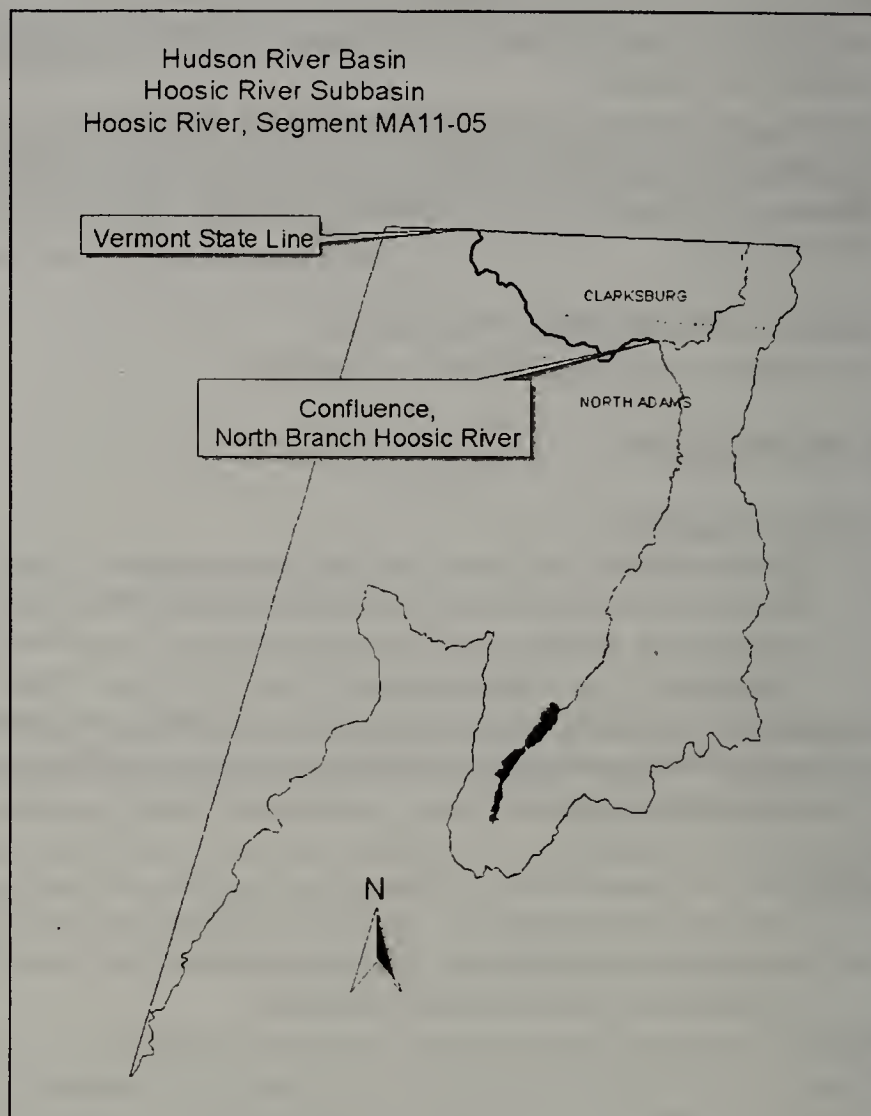 Hudson River Basin
Hoosic River Subbasin
Hoosic River, Segment MA11-05
Vermont State Line
CLARKSBURG
Confluence,
North Branch Hoosic River
NORTH ADAMS
N